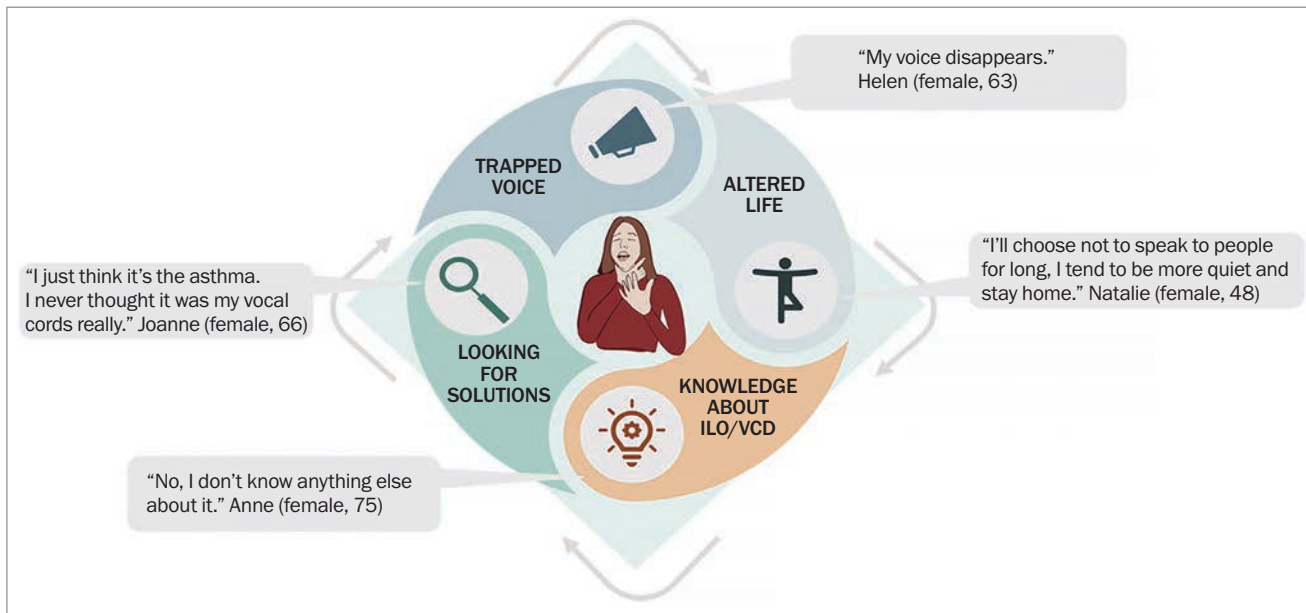 “My voice disappears.”
Helen (female, 63)
TRAPPED
VOICE
ALTERED
LIFE
“I’ll choose not to speak to people
for long, I tend to be more quiet and
stay home.” Natalie (female, 48)
“I just think it’s the asthma.
I never thought it was my vocal
cords really.” Joanne (female, 66)
LOOKING
FOR
SOLUTIONS
KNOWLEDGE
ABOUT
ILO/VCD
“No, I don’t know anything else
about it.” Anne (female, 75)